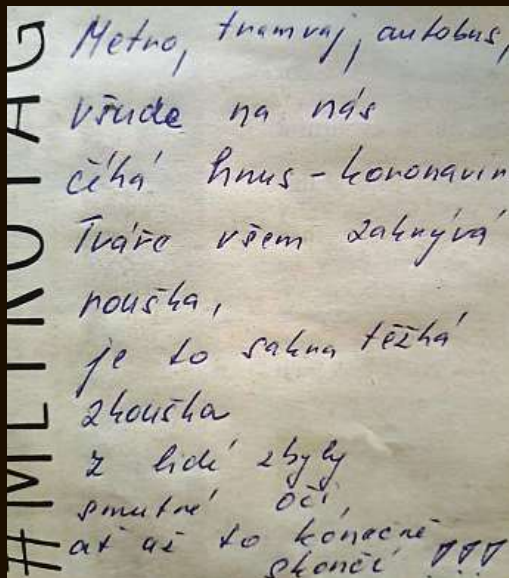 #METROTAG
Metro, tramvaj, autobus,
všude na nás
číhá hnus - koronavir
Tváře všem zakrývá
rouška,
je to sakra těžká
zkouška
z lidí zbyly
smutné oči,
ať už to konečně
skončí !!!